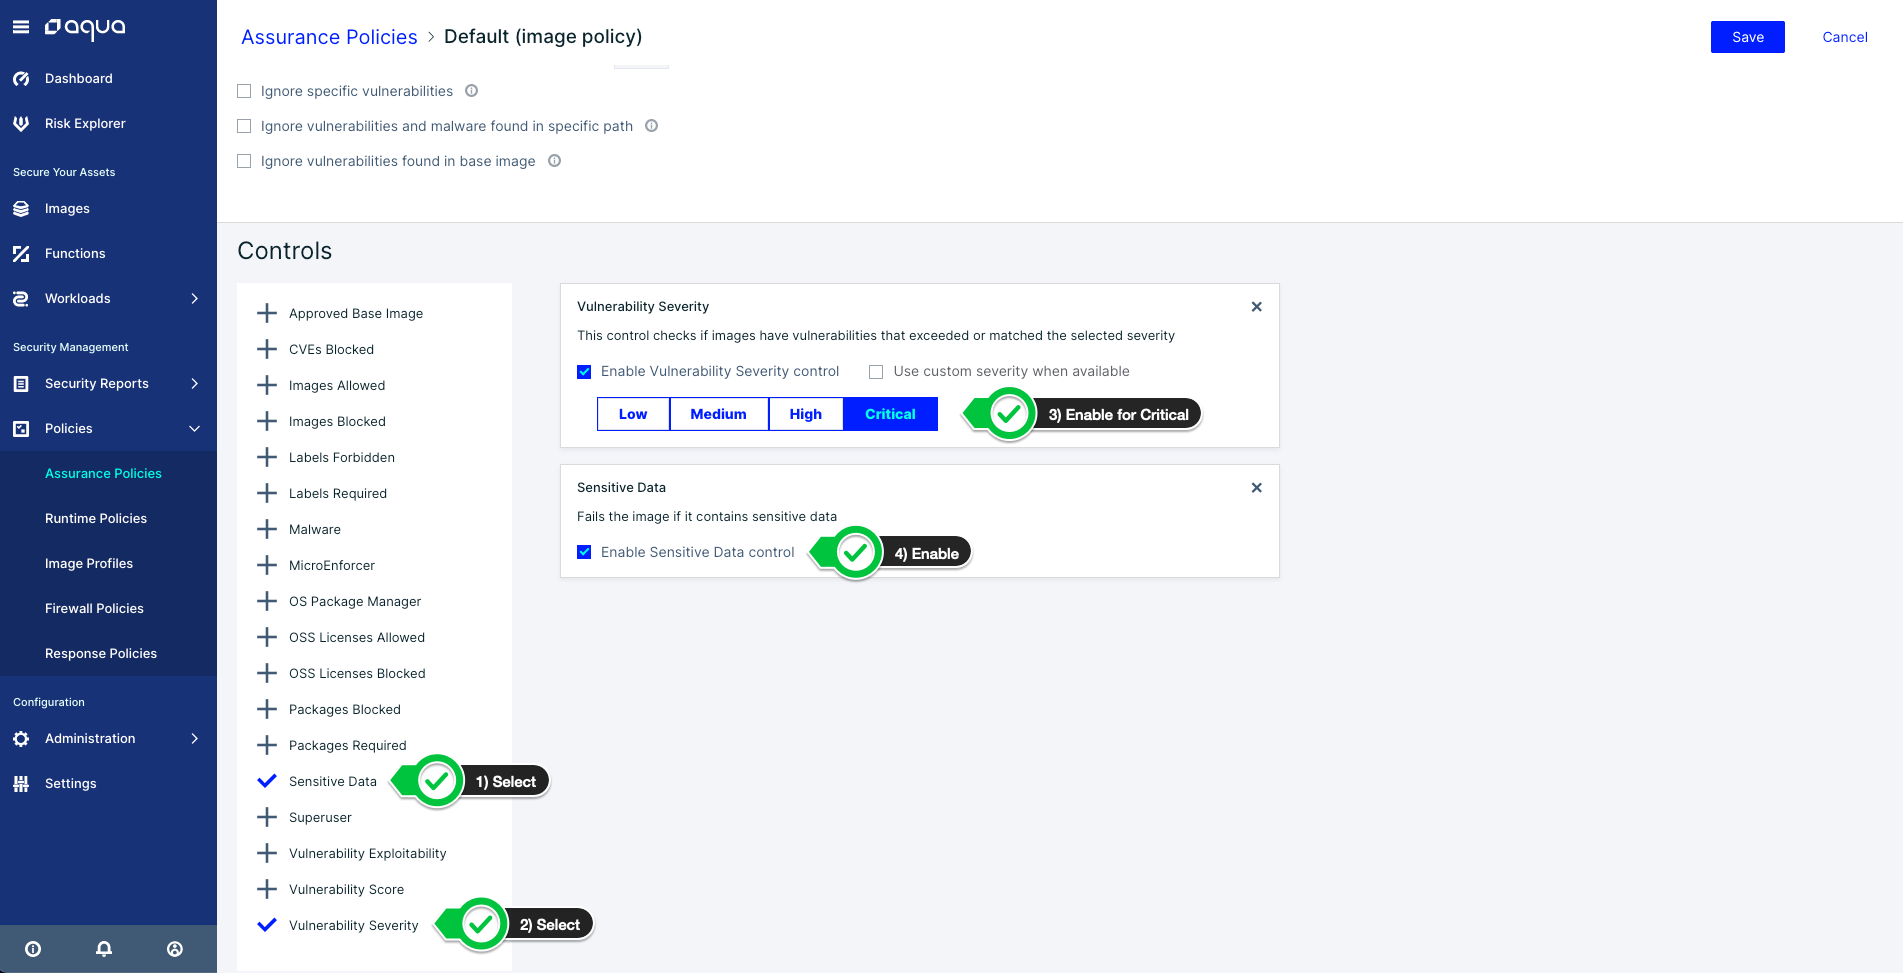 aqua
Dashboard
Risk Explorer
Secure Your Assets
Images
Functions
Workloads
Security Management
Security Reports
Policies
Assurance Policies
Runtime Policies
Image Profiles
Firewall Policies
Response Policies
Configuration
Administration
Settings
Assurance Policies > Default (image policy)
Save
Cancel
Ignore specific vulnerabilities
Ignore vulnerabilities and malware found in specific path
Ignore vulnerabilities found in base image
Controls
Approved Base Image
CVEs Blocked
Images Allowed
Images Blocked
Labels Forbidden
Labels Required
Malware
MicroEnforcer
OS Package Manager
OSS Licenses Allowed
OSS Licenses Blocked
Packages Blocked
Packages Required
Sensitive Data
1) Select
Superuser
Vulnerability Exploitability
Vulnerability Score
Vulnerability Severity
2) Select
Vulnerability Severity
This control checks if images have vulnerabilities that exceeded or matched the selected severity
Enable Vulnerability Severity control
Use custom severity when available
Low
Medium
High
Critical
3) Enable for Critical
Sensitive Data
Fails the image if it contains sensitive data
Enable Sensitive Data control
4) Enable